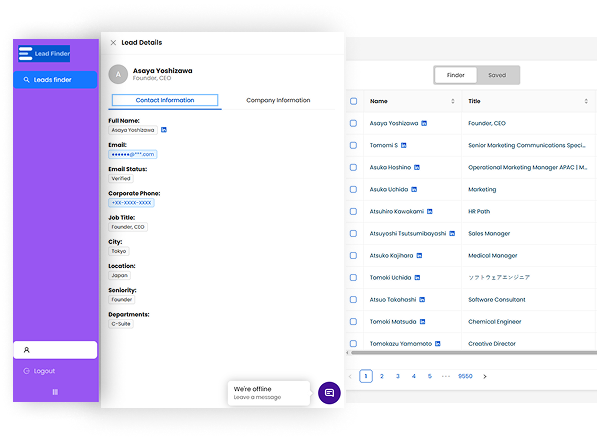 Lead Finder
Leads finder
Logout
Lead Details
A
Asaya Yoshizawa
Founder, CEO
Contact Information
Company Information
Full Name:
Asaya Yoshizawa
Email:
●●●●●●@***.com
Email Status:
Verified
Corporate Phone:
+XX-XXXX-XXXX
Job Title:
Founder, CEO
City:
Tokyo
Location:
Japan
Seniority:
Founder
Departments:
C-Suite
We're offline
Leave a message
Finder
Saved
Name
Title
Asaya Yoshizawa
Founder, CEO
Tomomi S
Senior Marketing Communications Speci...
Asuka Hoshino
Operational Marketing Manager APAC | M...
Asuka Uchida
Marketing
Atsuhiro Kawakami
HR Path
Atsuyoshi Tsutsumibayashi
Sales Manager
Atsuko Kajihara
Medical Manager
Tomoki Uchida
ソフトウェアエンジニア
Atsuo Takahashi
Software Consultant
Tomoki Matsuda
Chemical Engineer
Tomokazu Yamamoto
Creative Director
1 2 3 4 5 ••• 9550